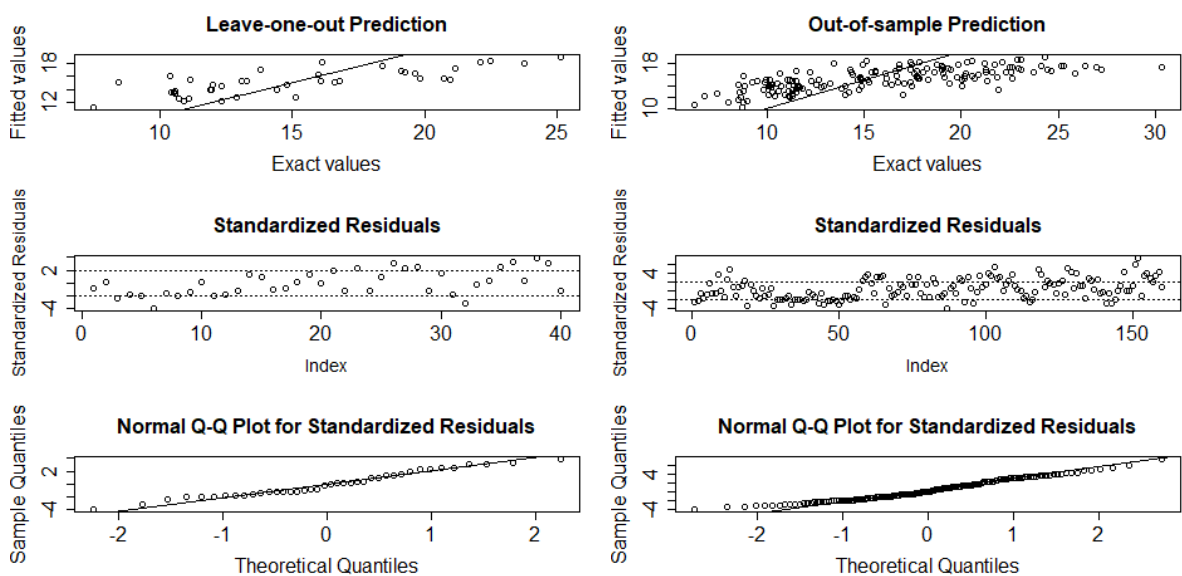 Leave-one-out Prediction
Fitted values
12 18
10 15 20 25
Exact values
Out-of-sample Prediction
Fitted values
10 18
10 15 20 25 30
Exact values
Standardized Residuals
Standardized Residuals
-4 2
0 10 20 30 40
Index
Standardized Residuals
Standardized Residuals
-4 4
0 50 100 150
Index
Normal Q-Q Plot for Standardized Residuals
Sample Quantiles
-4 2
-2 -1 0 1 2
Theoretical Quantiles
Normal Q-Q Plot for Standardized Residuals
Sample Quantiles
-4 4
-2 -1 0 1 2
Theoretical Quantiles